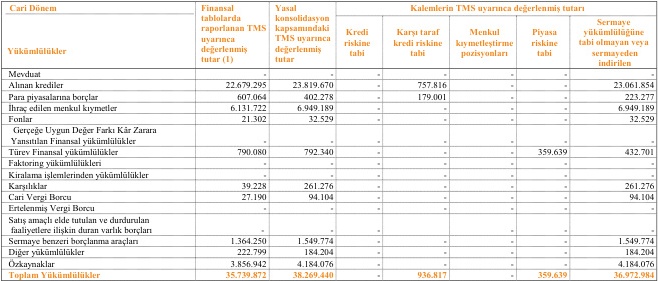 Cari Dönem
Yükümlülükler
Finansal tablolarda raporlanan TMS uyarınca değerlenmiş tutar (1)
Yasal konsolidasyon kapsamındaki TMS uyarınca değerlenmiş tutar
Kalemlerin TMS uyarınca değerlenmiş tutarı
Kredi riskine tabi
Karşı taraf kredi riskine tabi
Menkul kıymetleştirme pozisyonları
Piyasa riskine tabi
Sermaye yükümlülüğüne tabi olmayan veya sermayeden indirilen
Mevduat - - - - - - -
Alınan krediler 22.679.295 23.819.670 - 757.816 - - 23.061.854
Para piyasalarına borçlar 607.064 402.278 - 179.001 - - 223.277
İhraç edilen menkul kıymetler 6.131.722 6.949.189 - - - - 6.949.189
Fonlar 21.302 32.529 - - - - 32.529
Gerçeğe Uygun Değer Farkı Kâr Zarara
Yansıtılan Finansal yükümlülükler - - - - - - -
Türev Finansal yükümlülükler 790.080 792.340 - - - 359.639 432.701
Faktoring yükümlülükleri - - - - - - -
Kiralama işlemlerinden yükümlülükler - - - - - - -
Karşılıklar 39.228 261.276 - - - - 261.276
Cari Vergi Borcu 27.190 94.104 - - - - 94.104
Ertelenmiş Vergi Borcu - - - - - - -
Satış amaçlı elde tutulan ve durdurulan
faaliyetlere ilişkin duran varlık borçları - - - - - -
Sermaye benzeri borçlanma araçları 1.364.250 1.549.774 - - - - 1.549.774
Diğer yükümlülükler 222.799 184.204 - - - - 184.204
Özkaynaklar 3.856.942 4.184.076 - - - - 4.184.076
Toplam Yükümlülükler 35.739.872 38.269.440 - 936.817 - 359.639 36.972.984